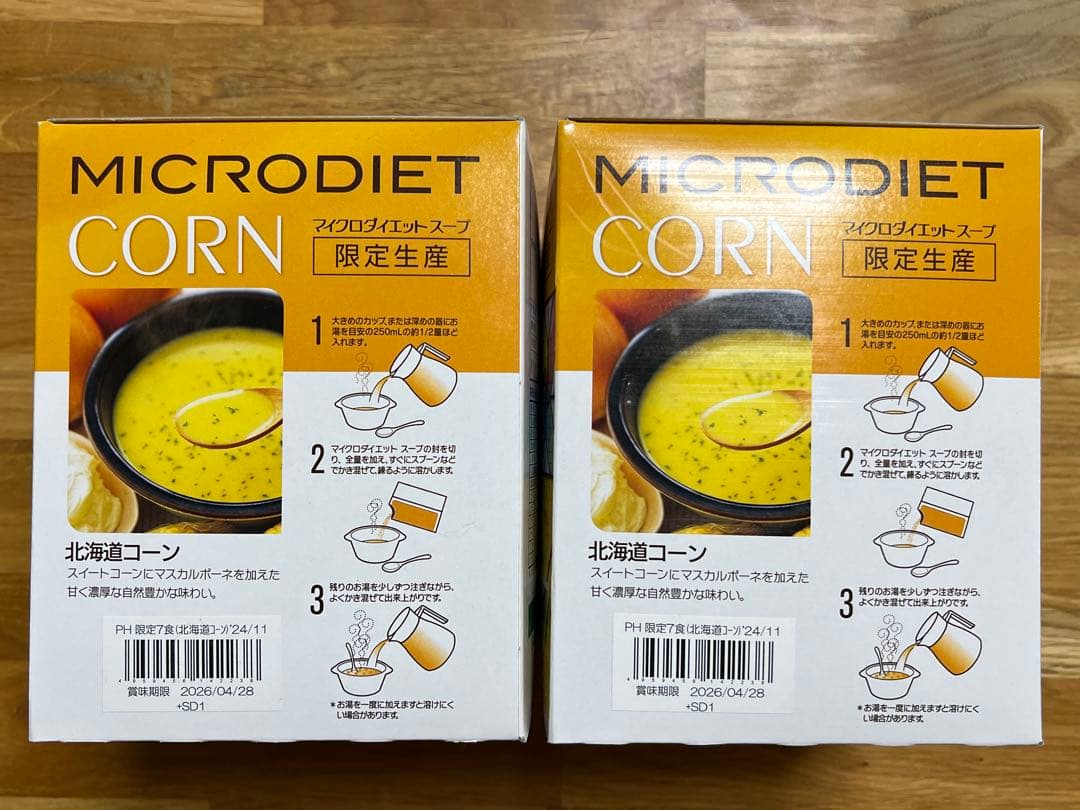 MICRODIET
CORN
マイクロダイエット スープ
限定生産
1
大きめのカップ、または深めの器にお
湯を目安の250mLの約1/2量ほど
入れます。
2
マイクロダイエット スープの封を切
り、全量を加え、すぐにスプーンなど
でかき混ぜて、練るように溶かします。
3
残りのお湯を少しずつ注ぎながら、
よくかき混ぜて出来上がりです。
*お湯を一度に加えますと溶けにく
い場合があります。
北海道コーン
スイートコーンにマスカルポーネを加えた
甘く濃厚な自然豊かな味わい。
PH 限定7食(北海道ｺｰﾝ)'24/11
賞味期限 2026/04/28
+SD1
MICRODIET
CORN
マイクロダイエット スープ
限定生産
1
大きめのカップ、または深めの器にお
湯を目安の250mLの約1/2量ほど
入れます。
2
マイクロダイエット スープの封を切
り、全量を加え、すぐにスプーンなど
でかき混ぜて、練るように溶かします。
3
残りのお湯を少しずつ注ぎながら、
よくかき混ぜて出来上がりです。
*お湯を一度に加えますと溶けにく
い場合があります。
北海道コーン
スイートコーンにマスカルポーネを加えた
甘く濃厚な自然豊かな味わい。
PH 限定7食(北海道ｺｰﾝ)'24/11
賞味期限 2026/04/28
+SD1